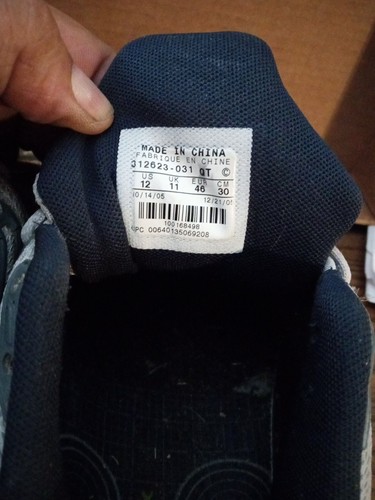 MADE IN CHINA
FABRIQUE EN CHINE
312623-031 QT ©
US UK EUR CM
12 11 46 30
10/14/05 12/21/05
100168498
UPC 00640135069208